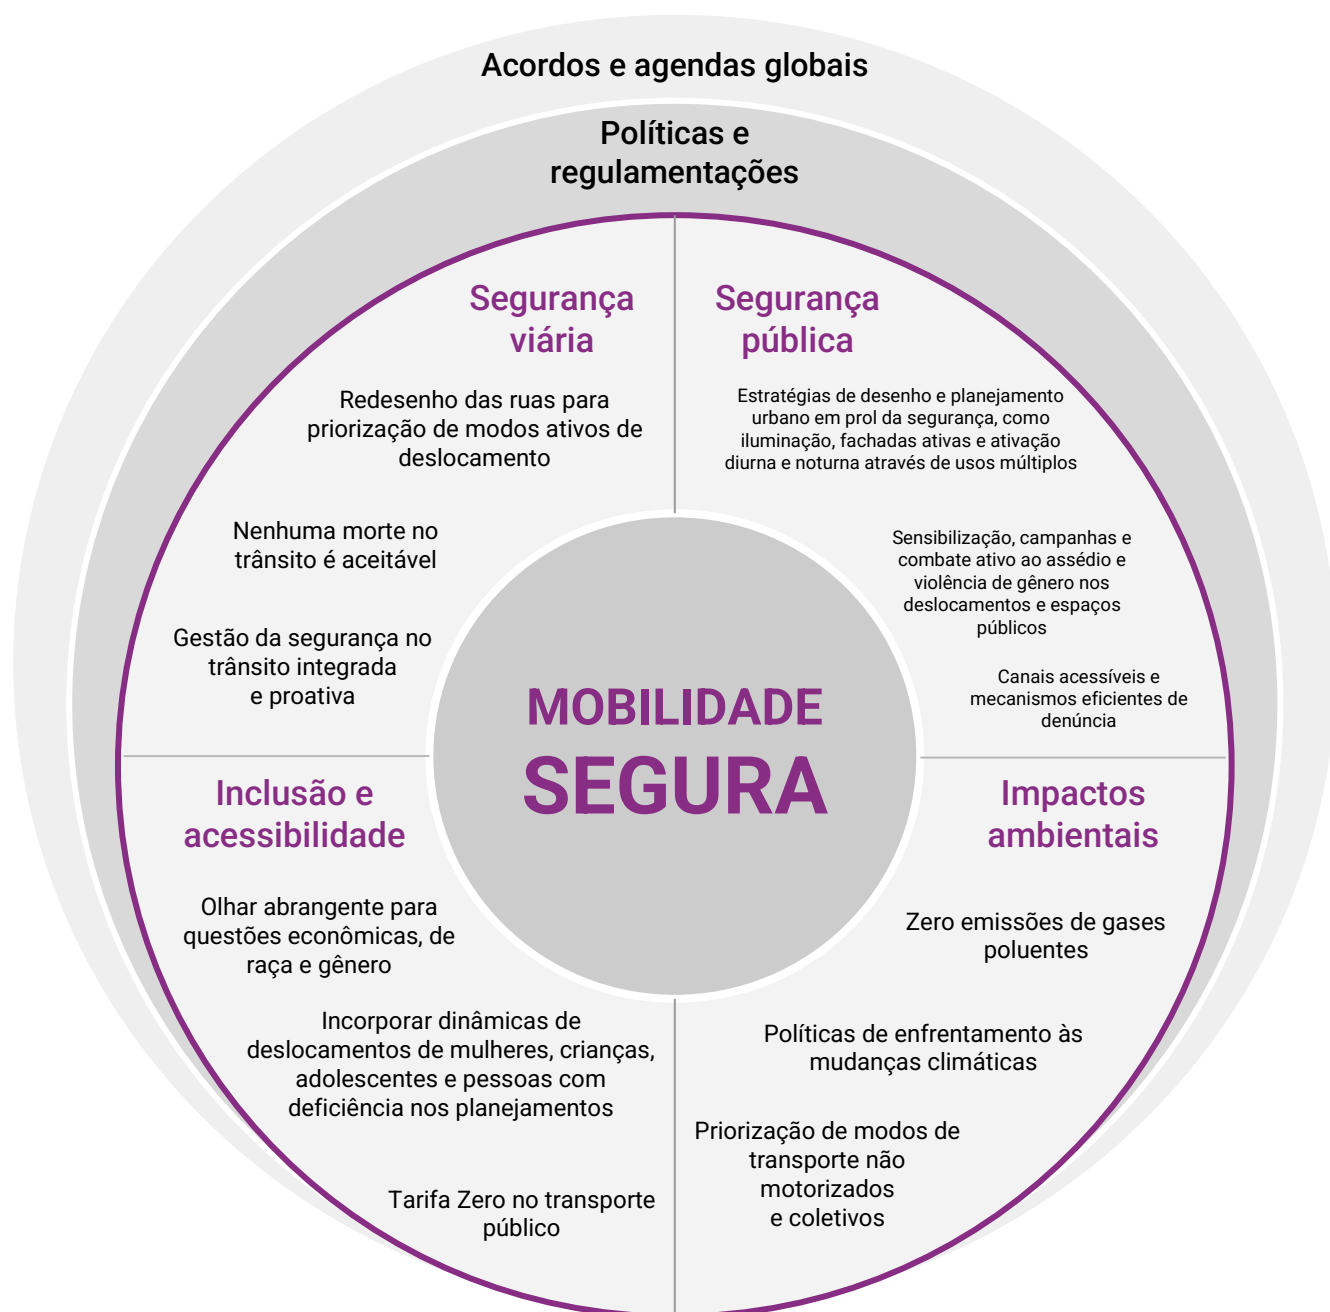 Acordos e agendas globais
Políticas e
regulamentações
Segurança
viária
Redesenho das ruas para
priorização de modos ativos de
deslocamento
Nenhuma morte no
trânsito é aceitável
Gestão da segurança no
trânsito integrada
e proativa
Segurança
pública
Estratégias de desenho e planejamento
urbano em prol da segurança, como
iluminação, fachadas ativas e ativação
diurna e noturna através de usos múltiplos
Sensibilização, campanhas e
combate ativo ao assédio e
violência de gênero nos
deslocamentos e espaços
públicos
Canais acessíveis e
mecanismos eficientes de
denúncia
MOBILIDADE
SEGURA
Inclusão e
acessibilidade
Olhar abrangente para
questões econômicas, de
raça e gênero
Incorporar dinâmicas de
deslocamentos de mulheres, crianças,
adolescentes e pessoas com
deficiência nos planejamentos
Tarifa Zero no transporte
público
Impactos
ambientais
Zero emissões de gases
poluentes
Políticas de enfrentamento às
mudanças climáticas
Priorização de modos de
transporte não
motorizados
e coletivos